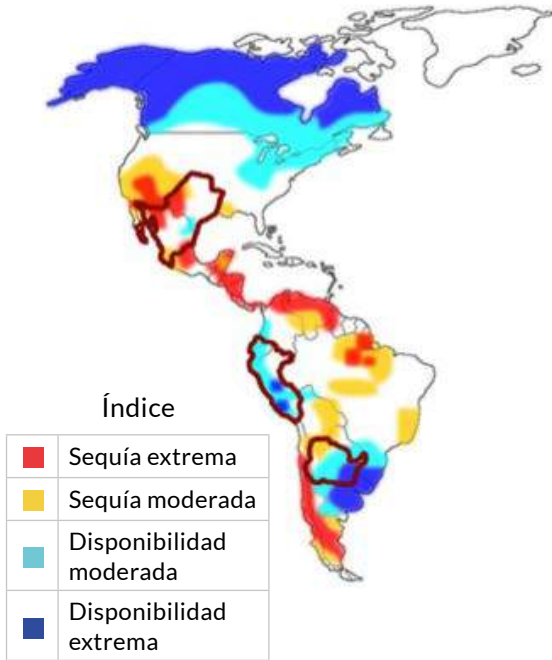 Índice
Sequía extrema
Sequía moderada
Disponibilidad
moderada
Disponibilidad
extrema